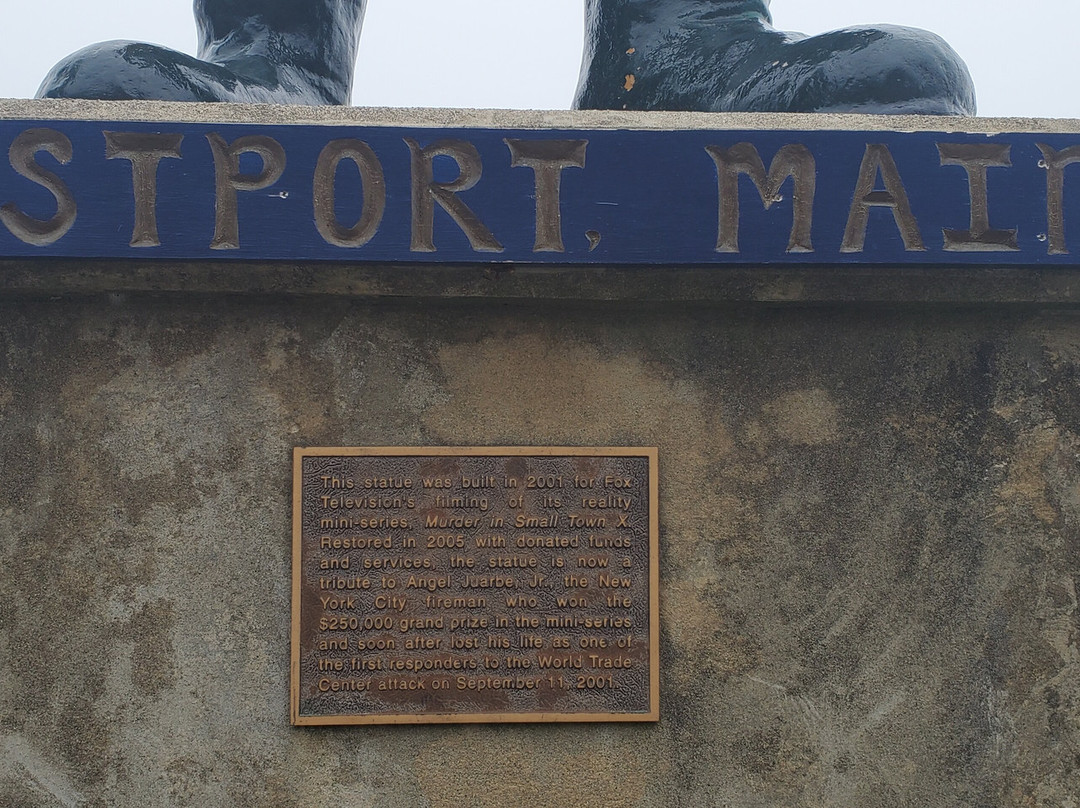 STPORT, MAIN
This statue was built in 2001 for Fox
Television's filming of its reality
mini-series, Murder in Small Town X.
Restored in 2005 with donated funds
and services, the statue is now a
tribute to Angel Juarbe, Jr., the New
York City fireman who won the
$250,000 grand prize in the mini-series
and soon after lost his life as one of
the first responders to the World Trade
Center attack on September 11, 2001.